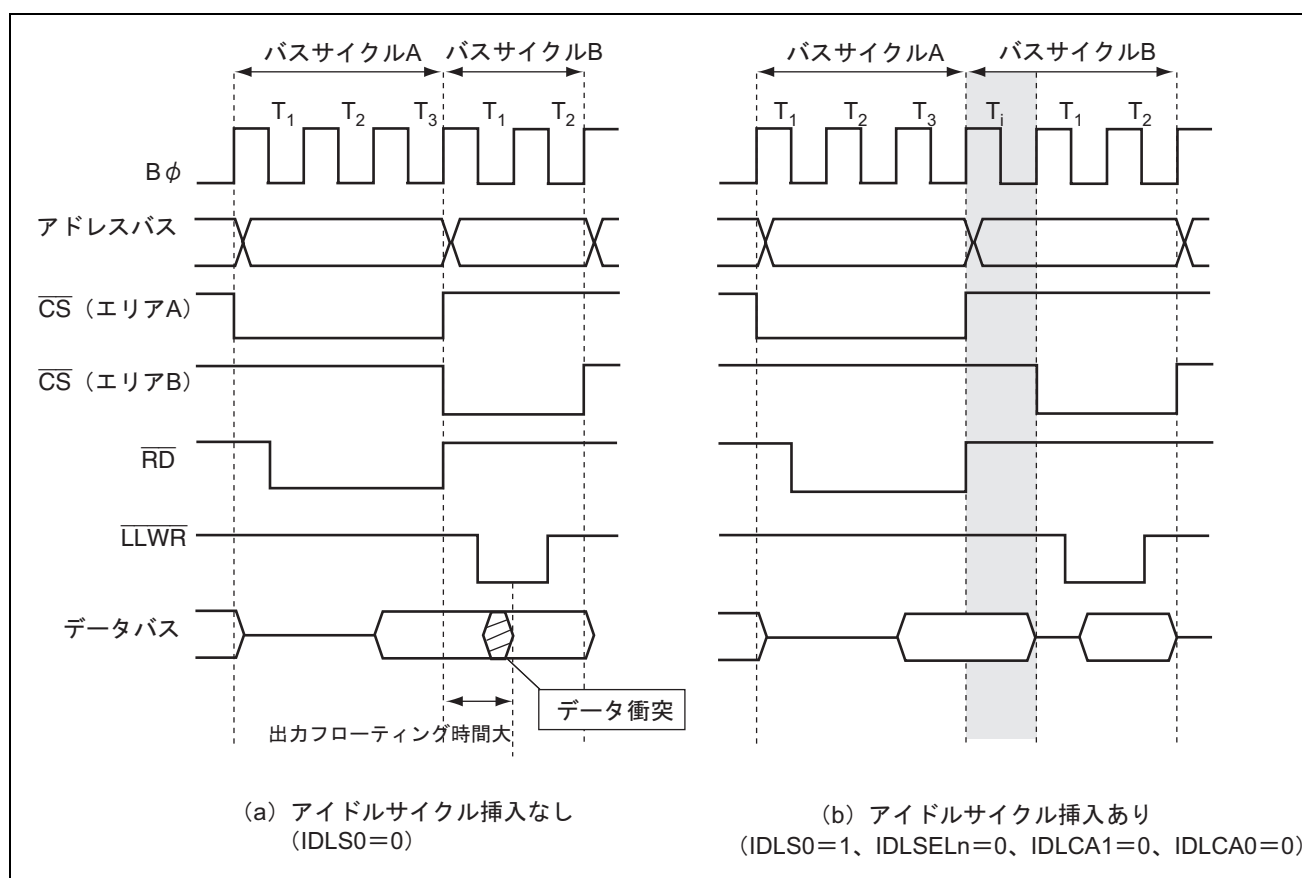 バスサイクルA バスサイクルB バスサイクルA バスサイクルB
T1 T2 T3 T1 T2 T1 T2 T3 Ti T1 T2
Bφ
アドレスバス
CS（エリアA）
CS（エリアB）
RD
LLWR
データバス
データ衝突
出力フローティング時間大
（a）アイドルサイクル挿入なし
（IDLS0＝0）
（b）アイドルサイクル挿入あり
（IDLS0＝1、IDLSELn＝0、IDLCA1＝0、IDLCA0＝0）